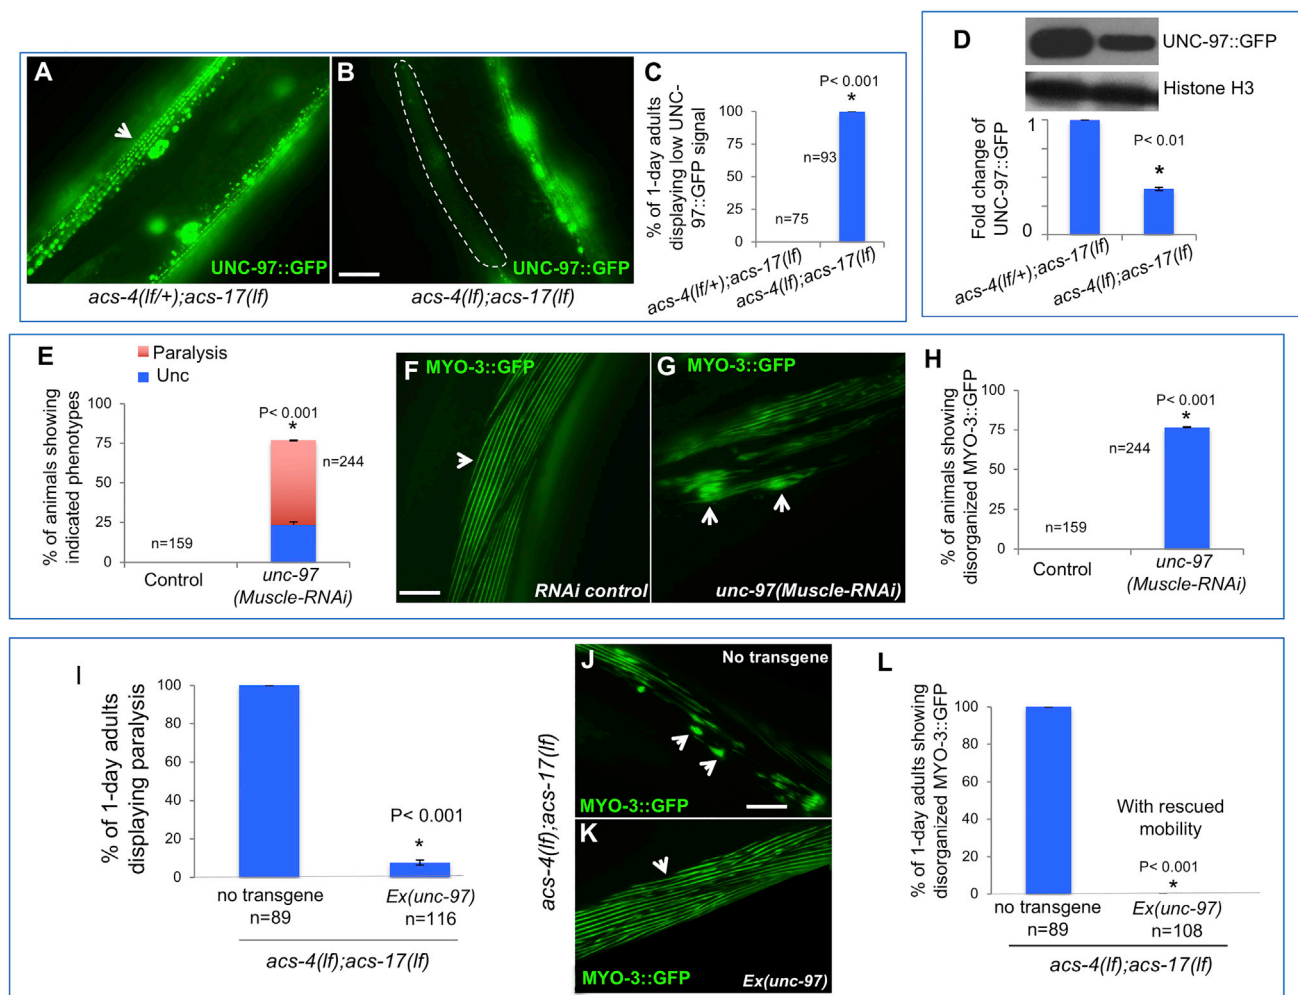 A
UNC-97::GFP
acs-4(lf/+);acs-17(lf)
B
UNC-97::GFP
acs-4(lf);acs-17(lf)
C
P< 0.001
*
% of 1-day adults
displaying low UNC-
97::GFP signal
100
75
50
25
0
n=93
n=75
acs-4(lf/+);acs-17(lf)
acs-4(lf);acs-17(lf)
D
UNC-97::GFP
Histone H3
Fold change of
UNC-97::GFP
1
0
P< 0.01
*
acs-4(lf/+);acs-17(lf)
acs-4(lf);acs-17(lf)
E
Paralysis
Unc
% of animals showing
indicated phenotypes
100
75
50
25
0
P< 0.001
*
n=244
n=159
Control
unc-97
(Muscle-RNAi)
F
MYO-3::GFP
RNAi control
G
MYO-3::GFP
unc-97(Muscle-RNAi)
H
% of animals showing
disorganized MYO-3::GFP
100
75
50
25
0
P< 0.001
*
n=244
n=159
Control
unc-97
(Muscle-RNAi)
I
% of 1-day adults
displaying paralysis
100
80
60
40
20
0
P< 0.001
*
no transgene
n=89
Ex(unc-97)
n=116
acs-4(lf);acs-17(lf)
acs-4(lf);acs-17(lf)
J
No transgene
MYO-3::GFP
K
MYO-3::GFP
Ex(unc-97)
L
% of 1-day adults showing
disorganized MYO-3::GFP
100
80
60
40
20
0
With rescued
mobility
P< 0.001
*
no transgene
n=89
Ex(unc-97)
n=108
acs-4(lf);acs-17(lf)